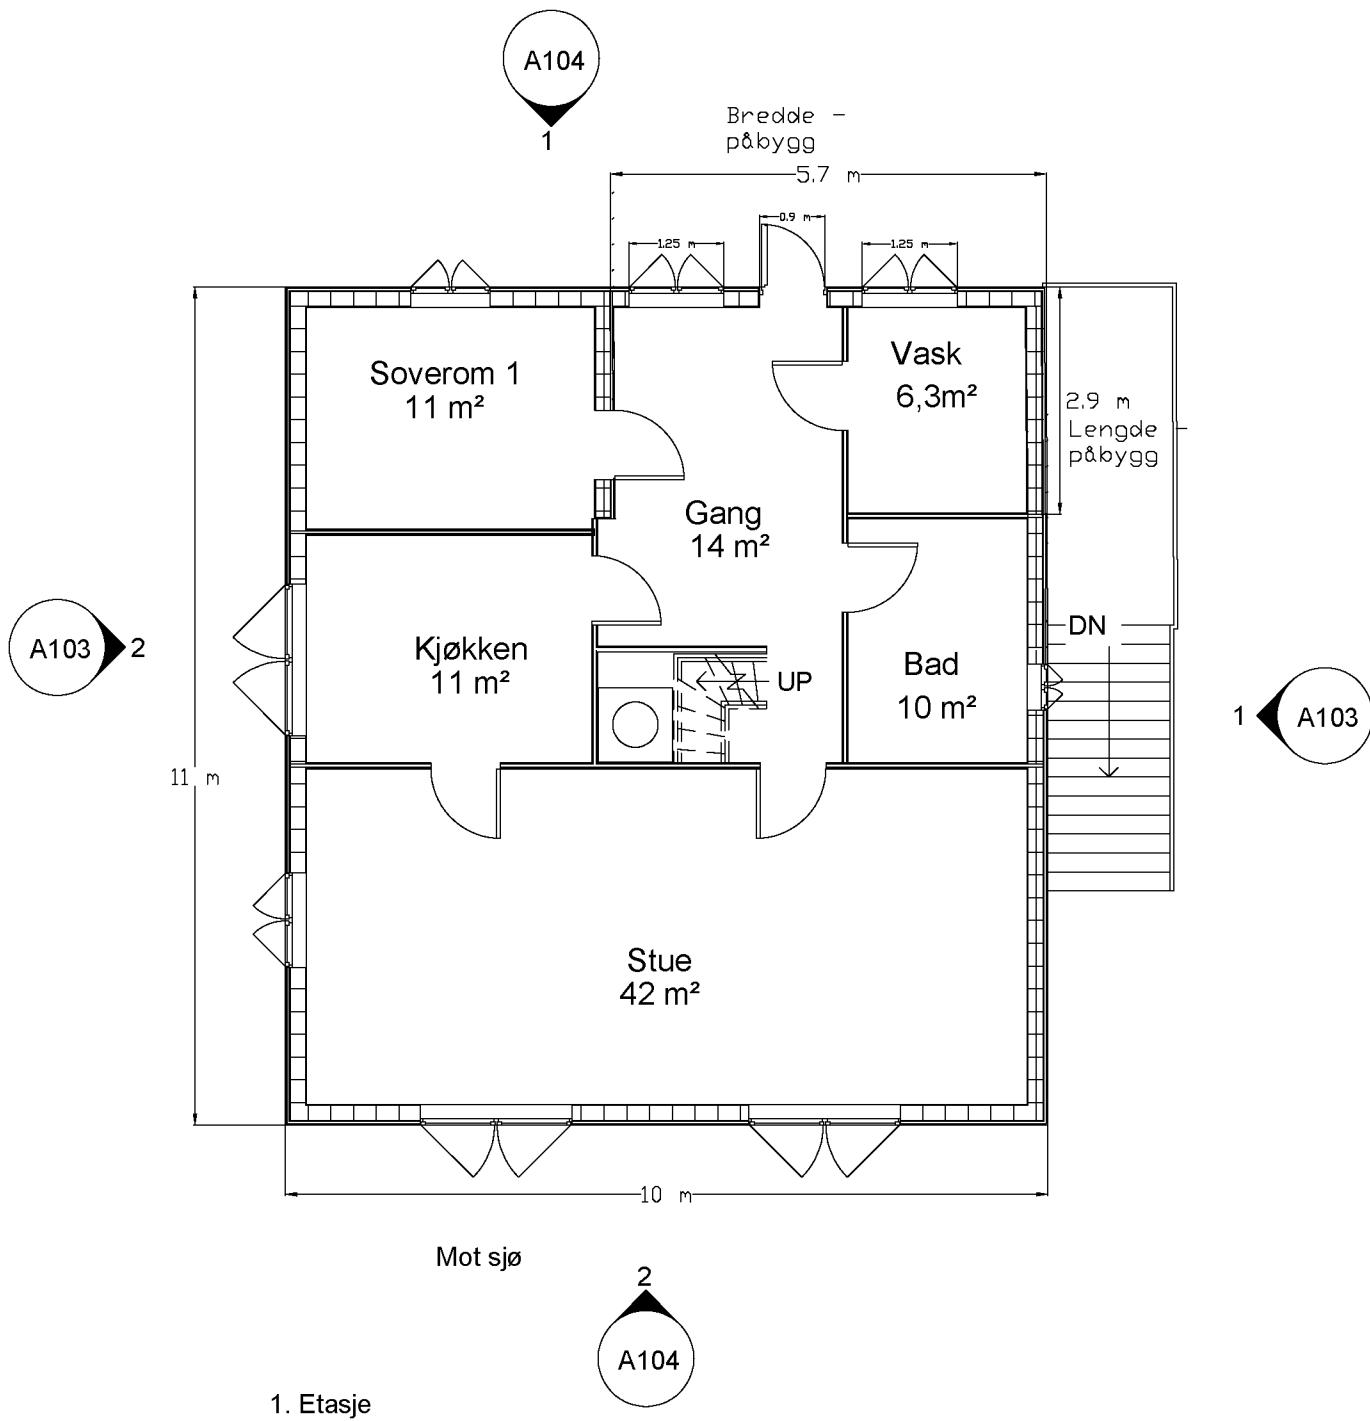 A104
1
Bredde -
påbygg
5.7 m
0.9 m
1.25 m
1.25 m
Soverom 1
11 m²
Vask
6,3m²
2.9 m
Lengde -
påbygg
Gang
14 m²
DN
A103
2
Kjøkken
11 m²
UP
Bad
10 m²
1
A103
11 m
Stue
42 m²
10 m
Mot sjø
2
A104
1. Etasje